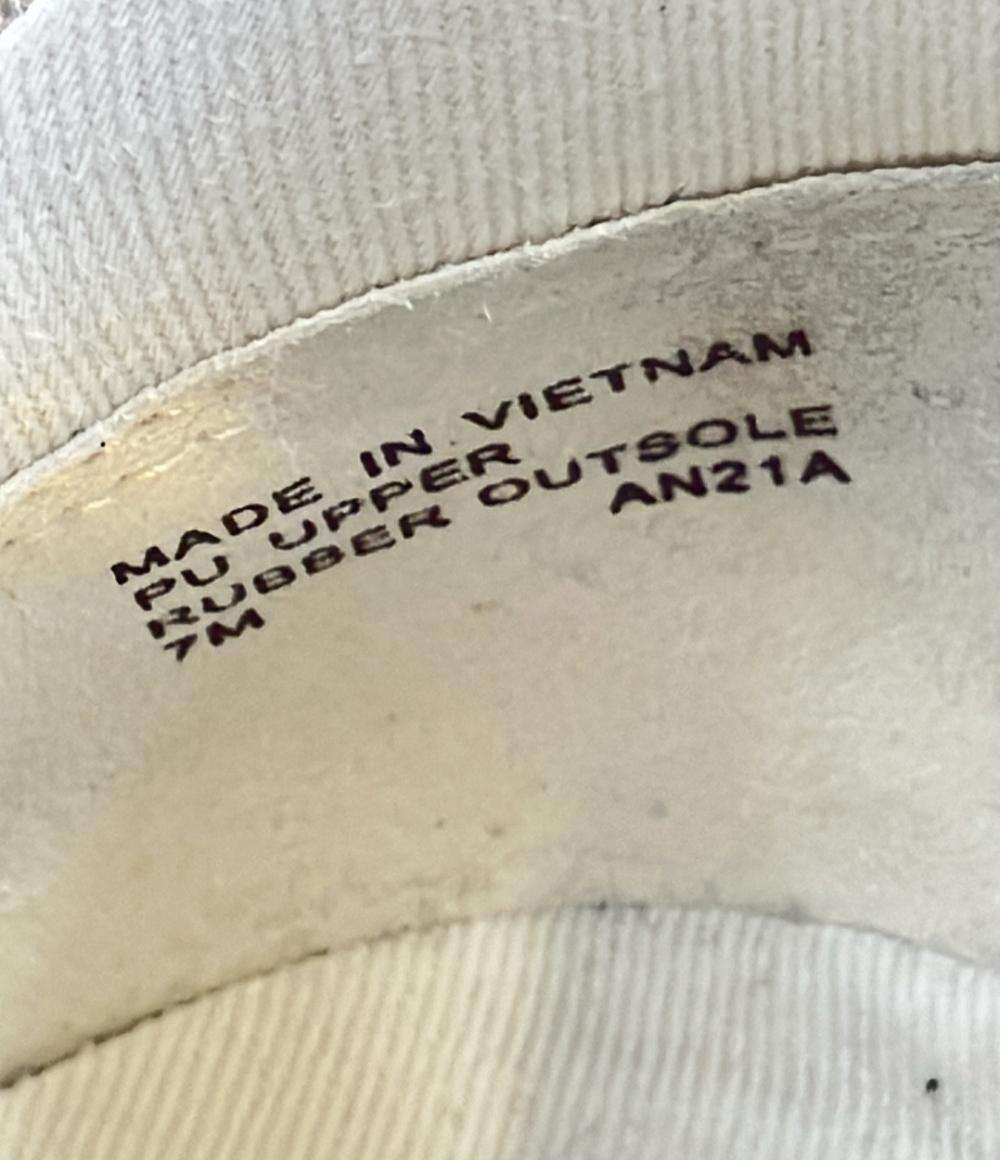 MADE IN VIETNAM
PU UPPER
RUBBER OUTSOLE
7M AN21A